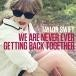 TAYLOR SWIFT
WE ARE NEVER EVER
GETTING BACK TOGETHER